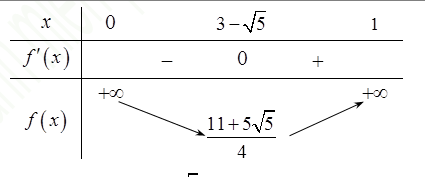 x 0 3−√5 1
f′(x) − 0 +
+∞ +∞
f(x) 11+5√5
4